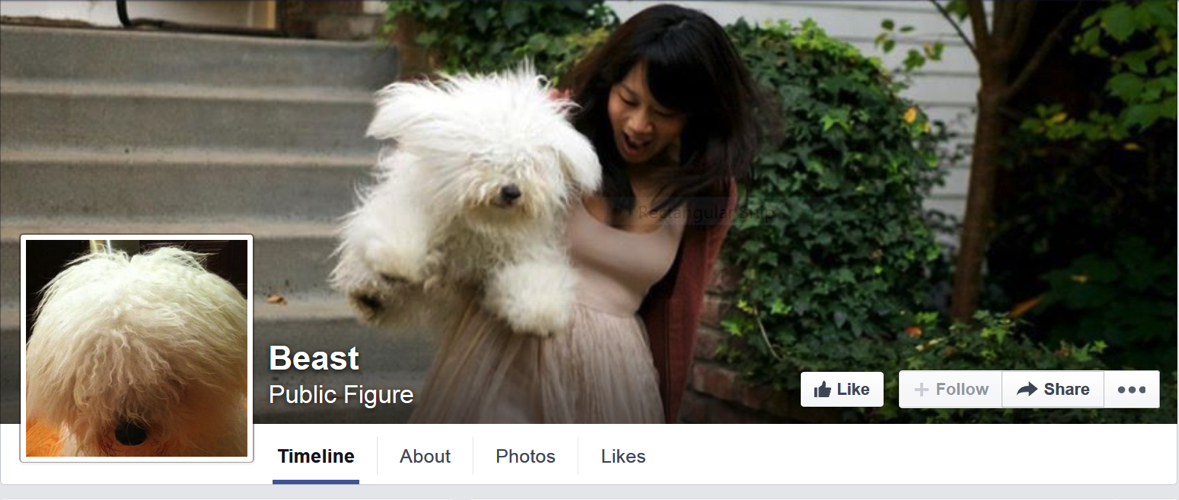 Beast
Public Figure
Like
Follow
Share
Timeline
About
Photos
Likes